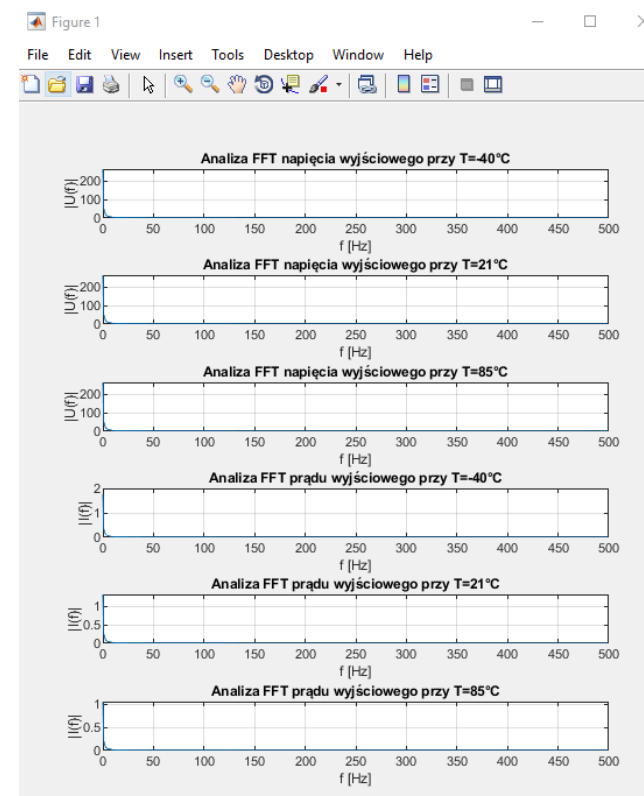 Figure 1
File Edit View Insert Tools Desktop Window Help
Analiza FFT napięcia wyjściowego przy T=-40°C
|U(f)|
200
100
0
0 50 100 150 200 250 300 350 400 450 500
f [Hz]
Analiza FFT napięcia wyjściowego przy T=21°C
|U(f)|
200
100
0
0 50 100 150 200 250 300 350 400 450 500
f [Hz]
Analiza FFT napięcia wyjściowego przy T=85°C
|U(f)|
200
100
0
0 50 100 150 200 250 300 350 400 450 500
f [Hz]
Analiza FFT prądu wyjściowego przy T=-40°C
|I(f)|
2
1
0
0 50 100 150 200 250 300 350 400 450 500
f [Hz]
Analiza FFT prądu wyjściowego przy T=21°C
|I(f)|
1
0.5
0
0 50 100 150 200 250 300 350 400 450 500
f [Hz]
Analiza FFT prądu wyjściowego przy T=85°C
|I(f)|
1
0.5
0
0 50 100 150 200 250 300 350 400 450 500
f [Hz]